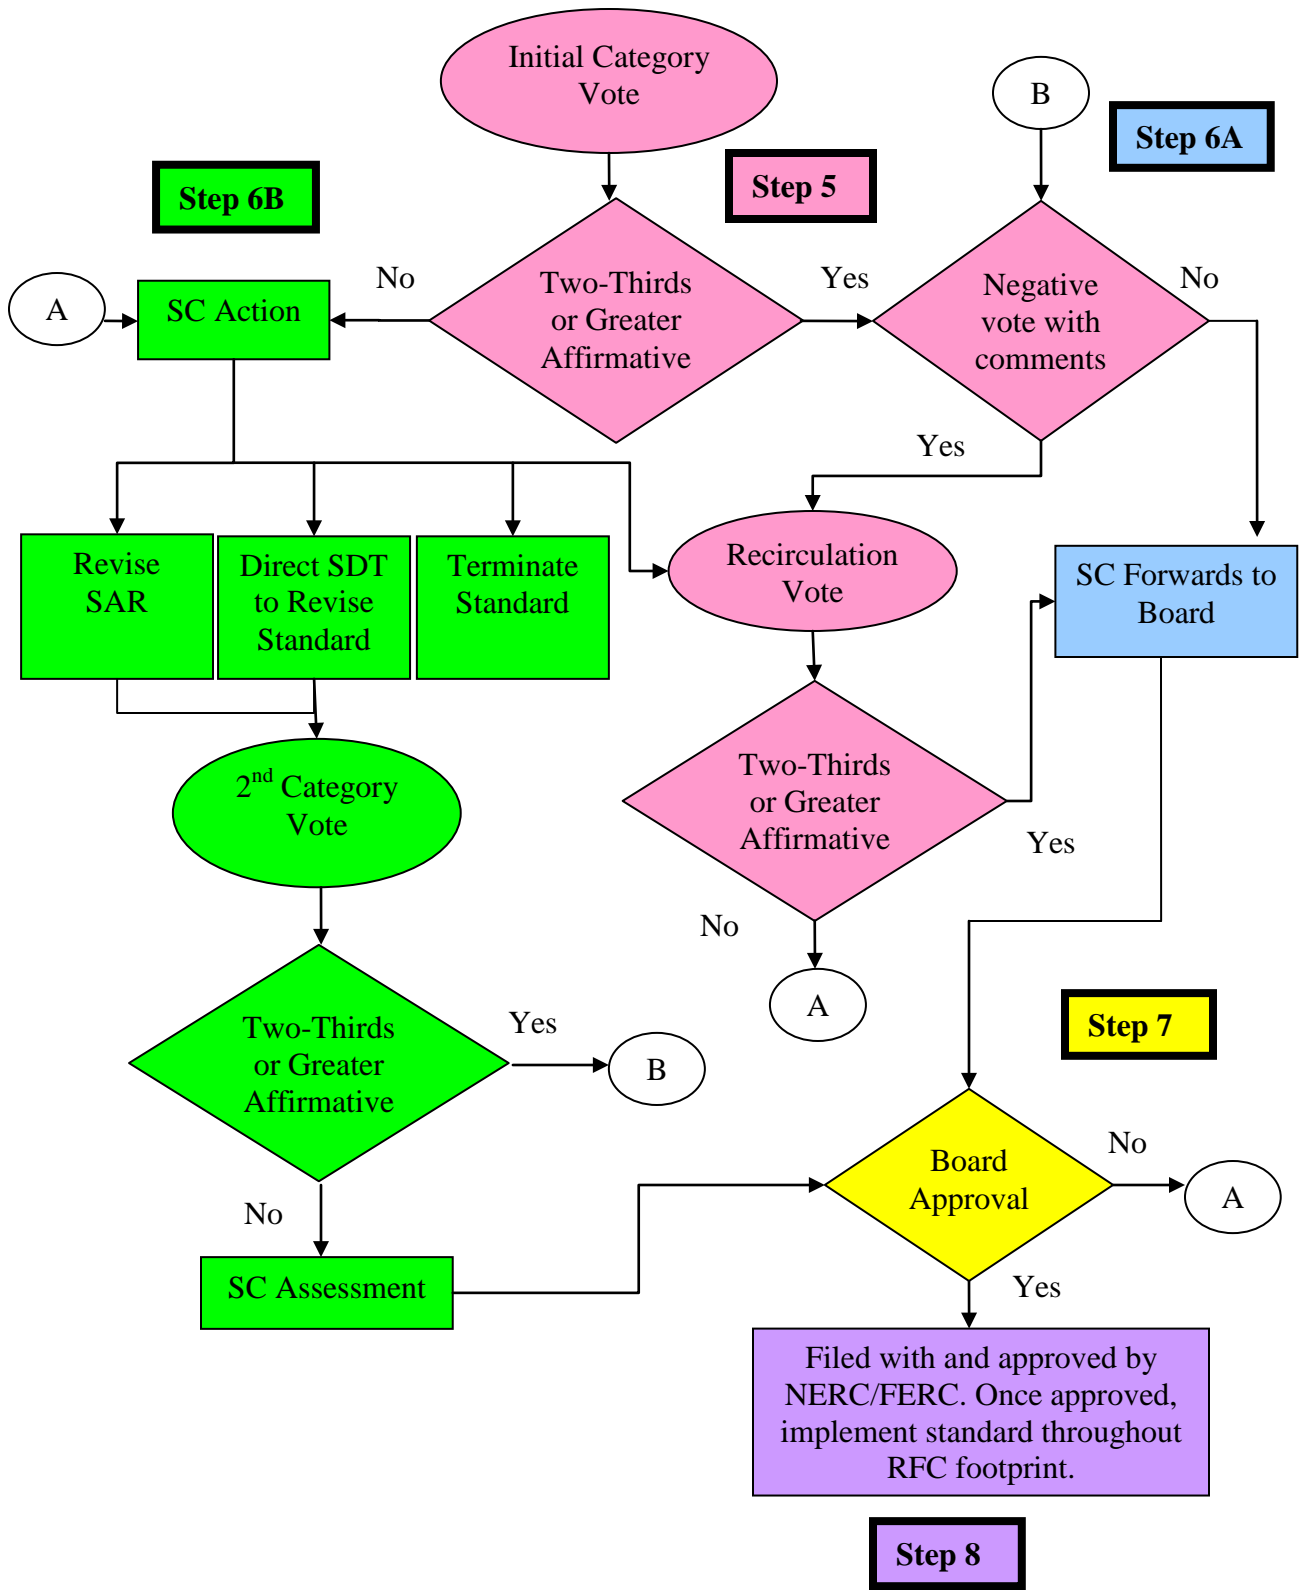 Initial Category
Vote
B
Step 6A
Step 5
Step 6B
A
SC Action
No
Two-Thirds
or Greater
Affirmative
Yes
Negative
vote with
comments
No
Yes
Revise
SAR
Direct SDT
to Revise
Standard
Terminate
Standard
Recirculation
Vote
SC Forwards to
Board
2nd Category
Vote
Two-Thirds
or Greater
Affirmative
Yes
No
A
Two-Thirds
or Greater
Affirmative
Yes
B
Step 7
Board
Approval
No
A
No
SC Assessment
Yes
Filed with and approved by
NERC/FERC. Once approved,
implement standard throughout
RFC footprint.
Step 8